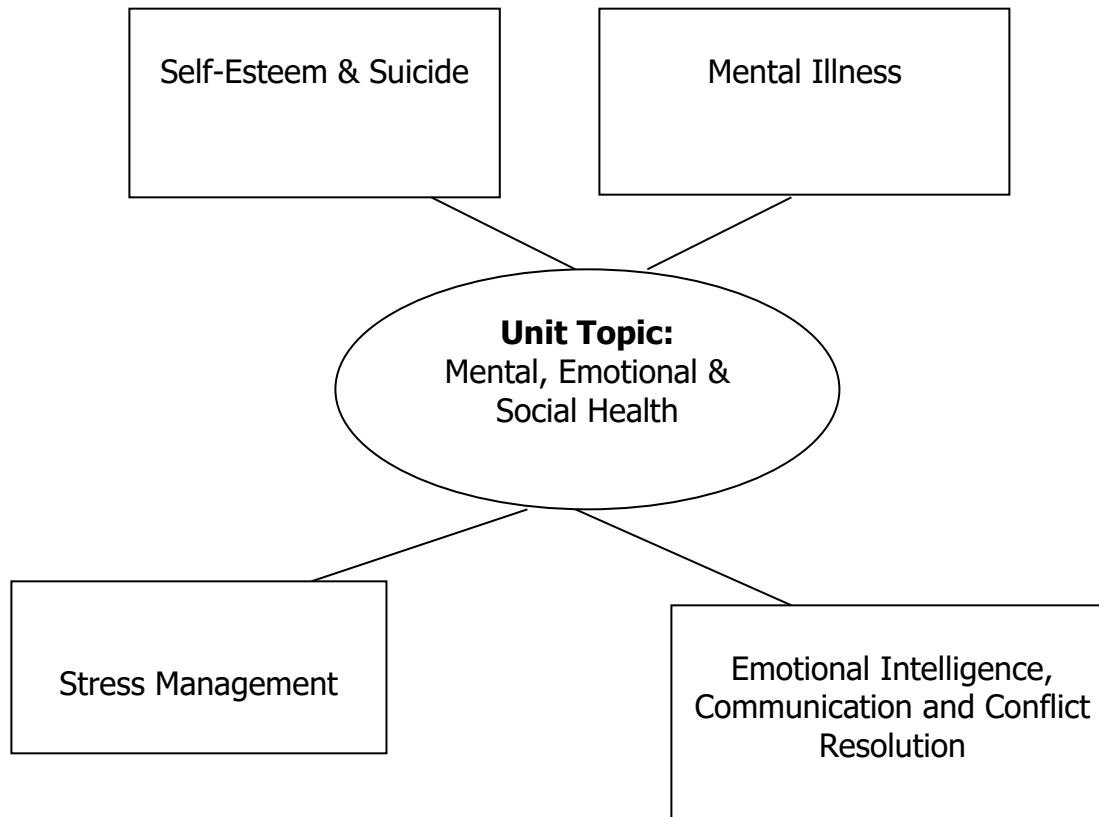 Self-Esteem & Suicide
Mental Illness
Unit Topic:
Mental, Emotional &
Social Health
Stress Management
Emotional Intelligence,
Communication and Conflict
Resolution